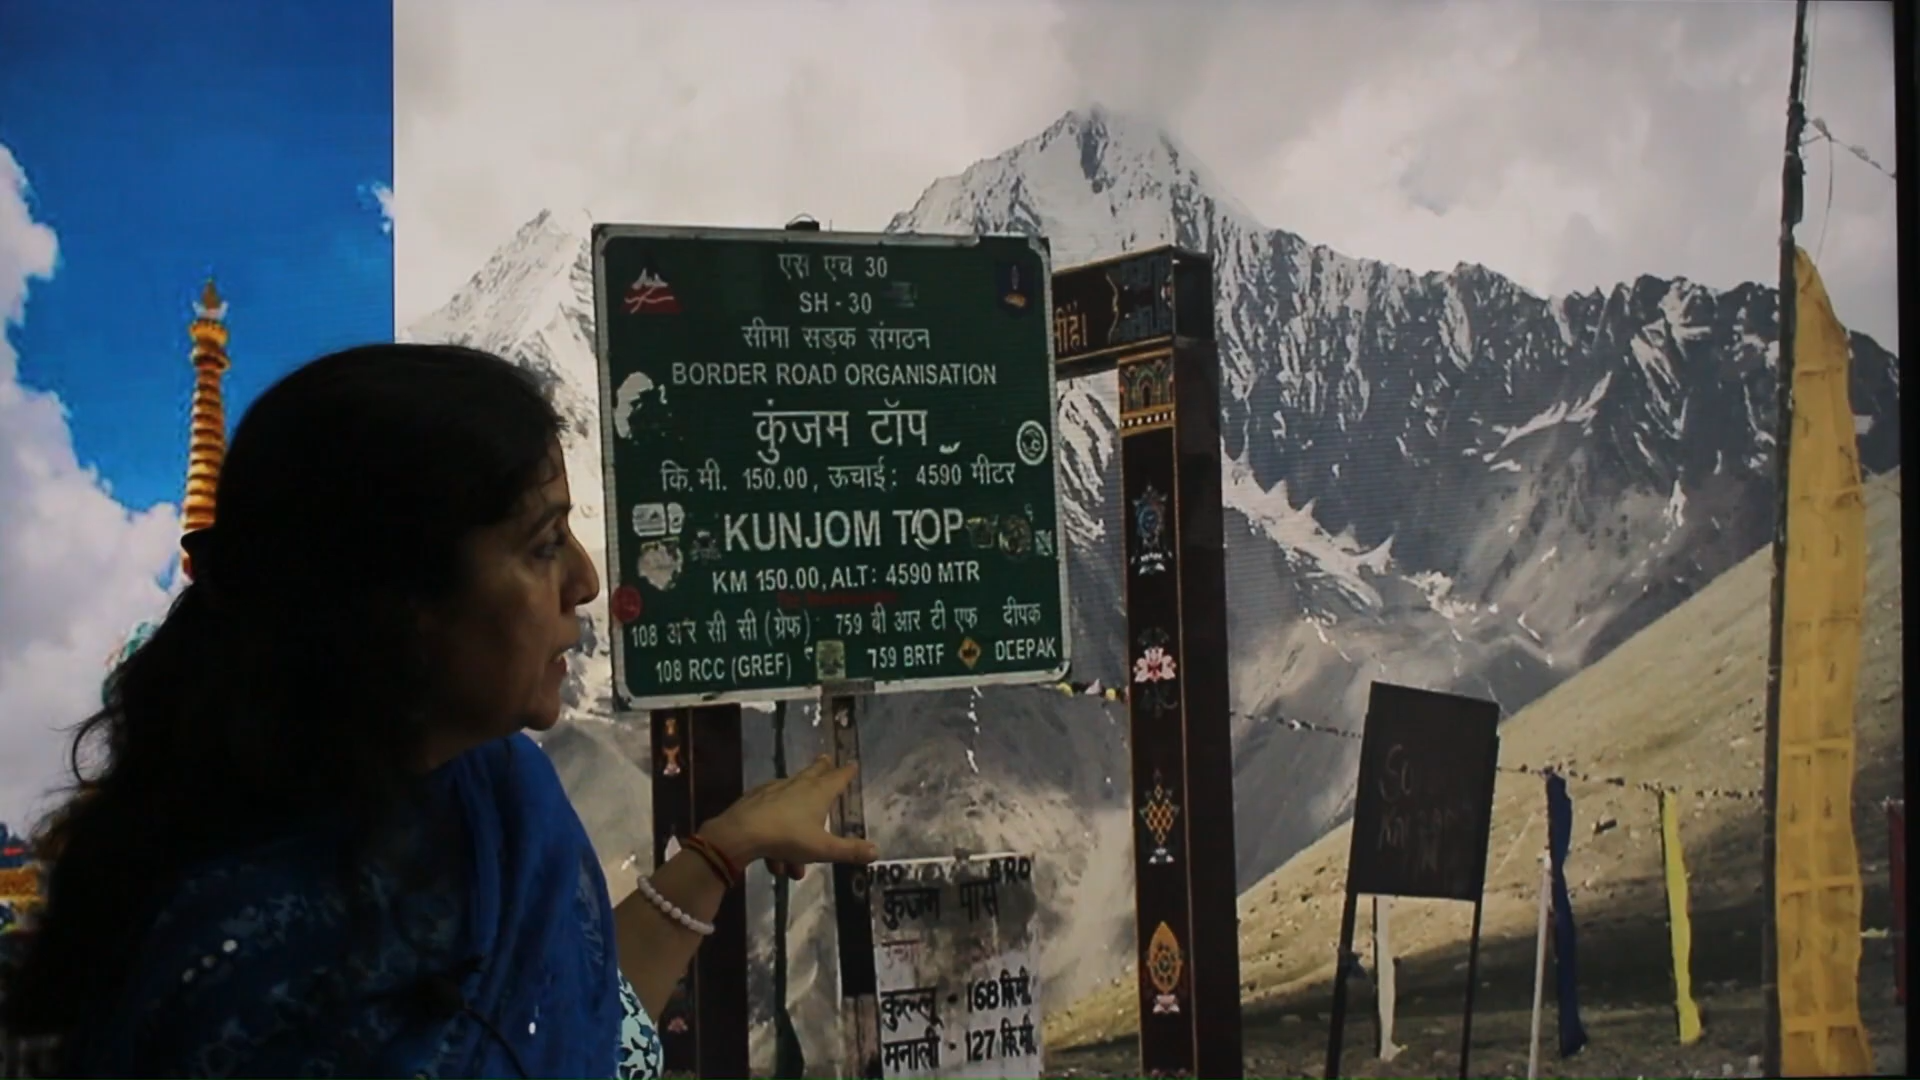 एस एच 30
SH - 30
सीमा सड़क संगठन
BORDER ROAD ORGANISATION
कुंजम टॉप
कि.मी. 150.00, ऊचाई: 4590 मीटर
KUNJOM TOP
KM 150.00, ALT: 4590 MTR
108 आर सी सी (ग्रेफ) 759 बी आर टी एफ दीपक
108 RCC (GREF) 759 BRTF DEEPAK
BRO BRO
कुंजम पास
कुल्लू - 168 कि.मी.
मनाली - 127 कि.मी.